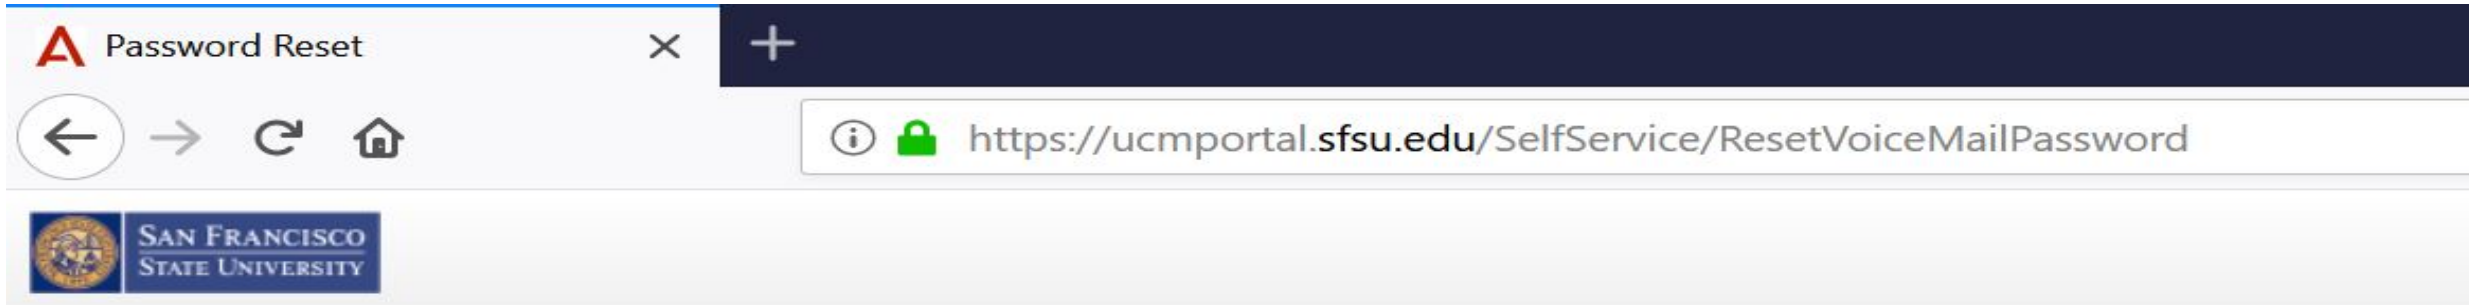 Password Reset
https://ucmportal.sfsu.edu/SelfService/ResetVoiceMailPassword
SAN FRANCISCO
STATE UNIVERSITY